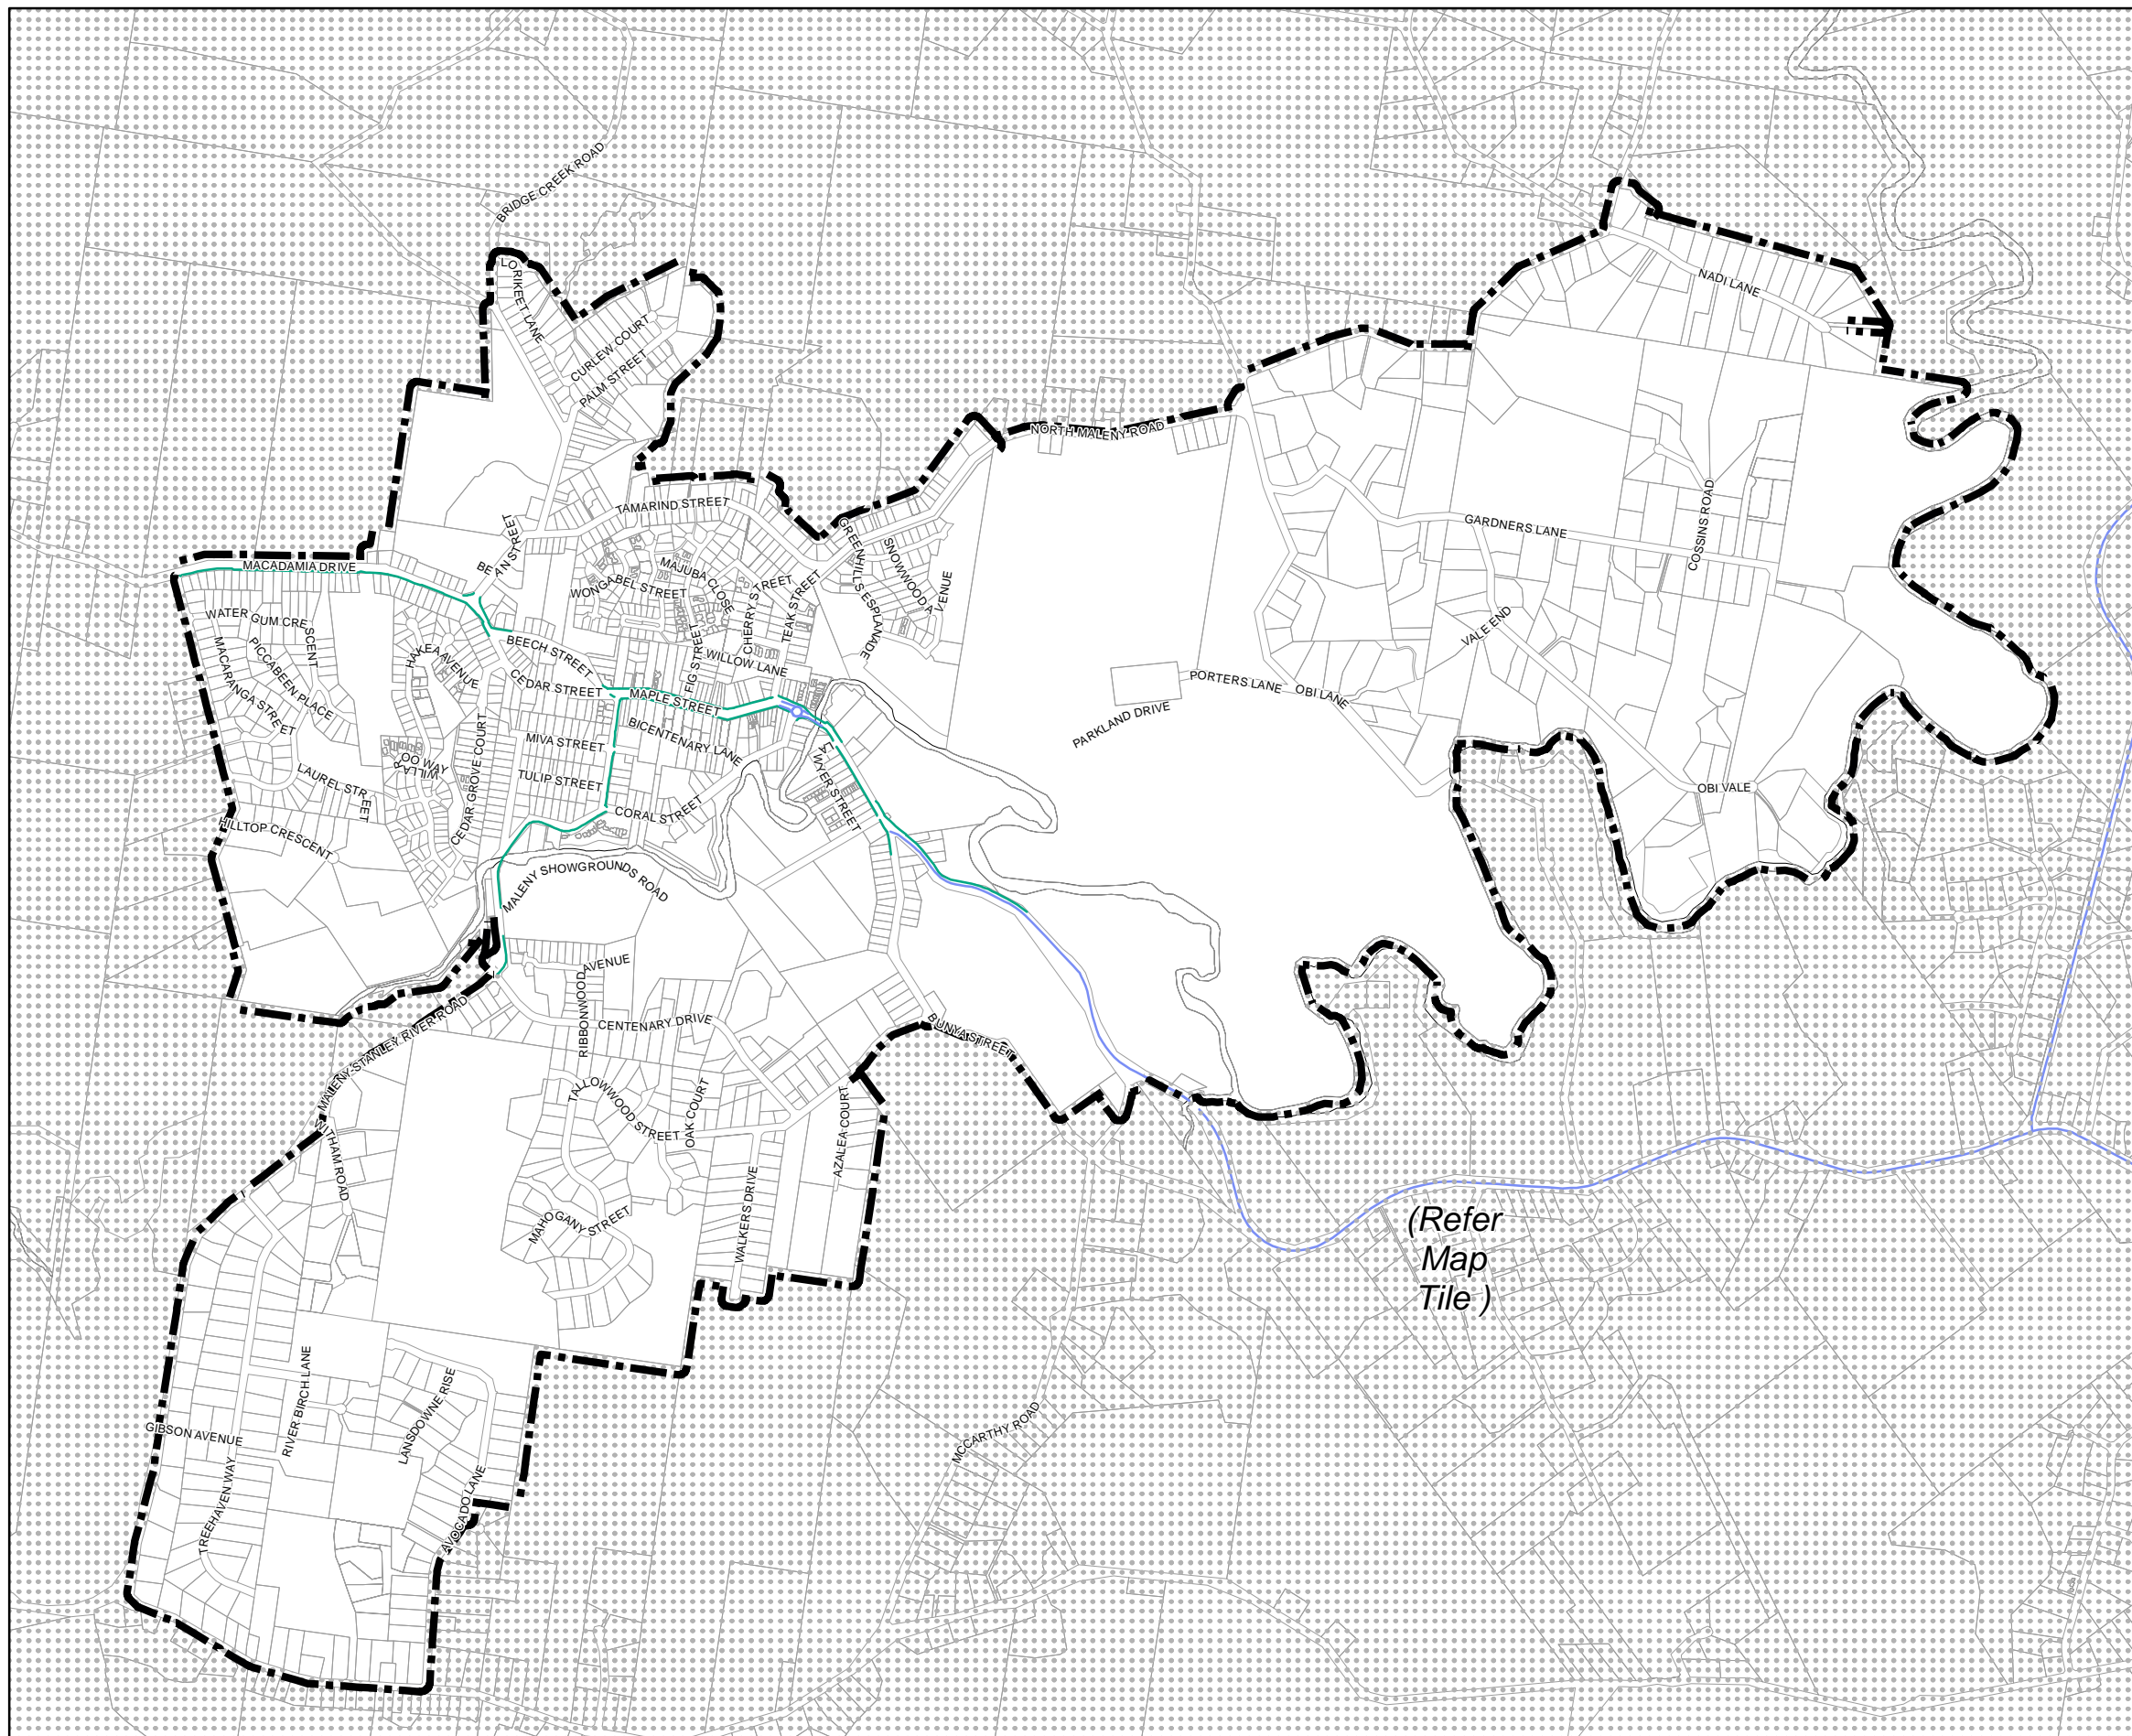 BRIDGE CREEK ROAD
LORIKEET LANE
NADI LANE
CURLEW COURT
PALM STREET
NORTH MALENY ROAD
TAMARIND STREET
BEAN STREET
GREENHILLS ESPLANADE
SNOWWOOD AVENUE
GARDNERS LANE
COSSINS ROAD
MACADAMIA DRIVE
MAJUBA CLOSE
WONGABEL STREET
CHERRY STREET
TEAK STREET
WATER GUM CRESCENT
PICCABEEN PLACE
MACARANGA STREET
HAKEA AVENUE
BEECH STREET
CEDAR STREET
FIG STREET
WILLOW LANE
VALE END
MAPLE STREET
PORTERS LANE
OBI LANE
PARKLAND DRIVE
BICENTENARY LANE
MIVA STREET
TULIP STREET
LAWYER STREET
CEDAR GROVE COURT
WILLAROO WAY
LAUREL STREET
OBI VALE
CORAL STREET
HILLTOP CRESCENT
MALENY SHOWGROUNDS ROAD
RIBBONWOOD AVENUE
CENTENARY DRIVE
BUNYA STREET
MALENY-STANLEY RIVER ROAD
TALLOWWOOD STREET
OAK COURT
AZALEA COURT
WITHAM ROAD
MAHOGANY STREET
WALKERS DRIVE
(Refer
Map
Tile )
RIVER BIRCH LANE
LANSDOWNE RISE
GIBSON AVENUE
MCCARTHY ROAD
TREEHAVEN WAY
AVOCADO LANE